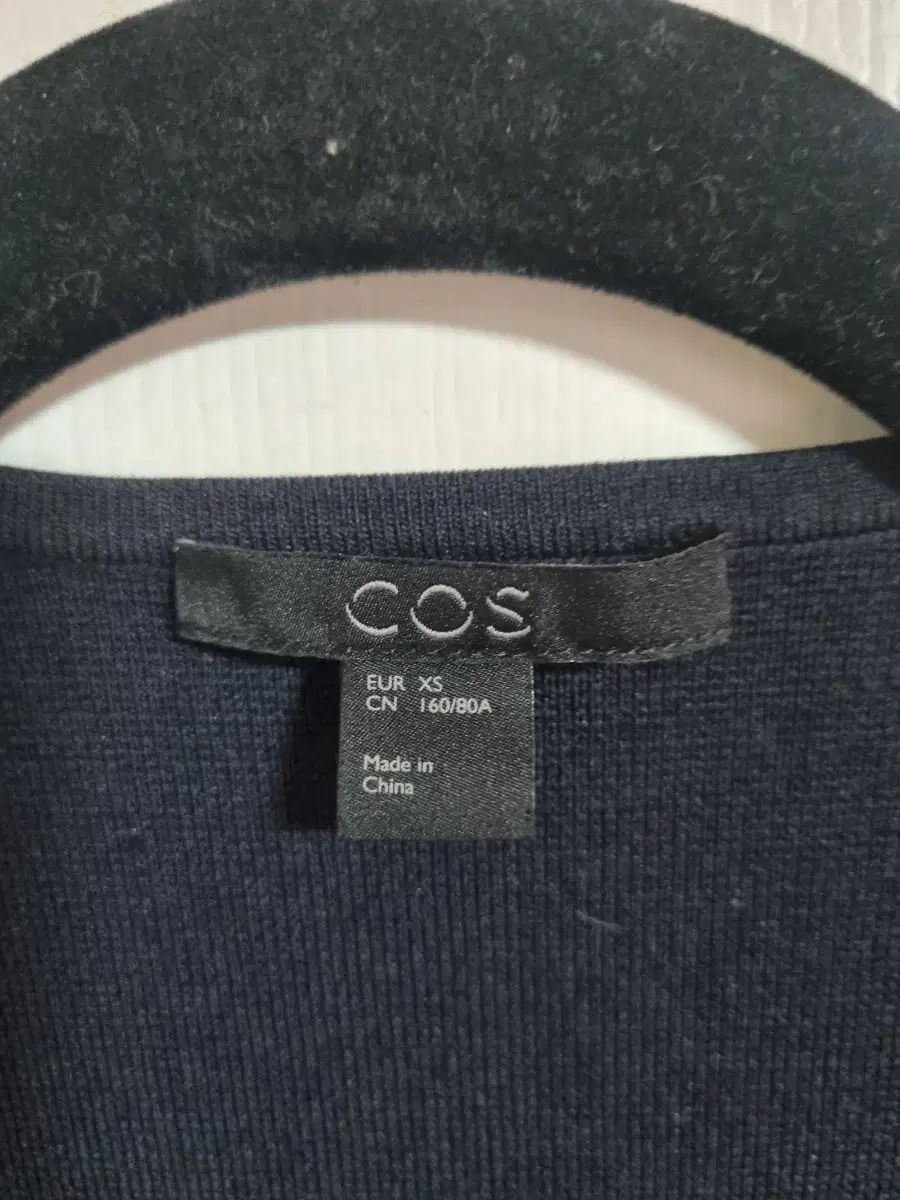 COS
EUR XS
CN 160/80A
Made in
China